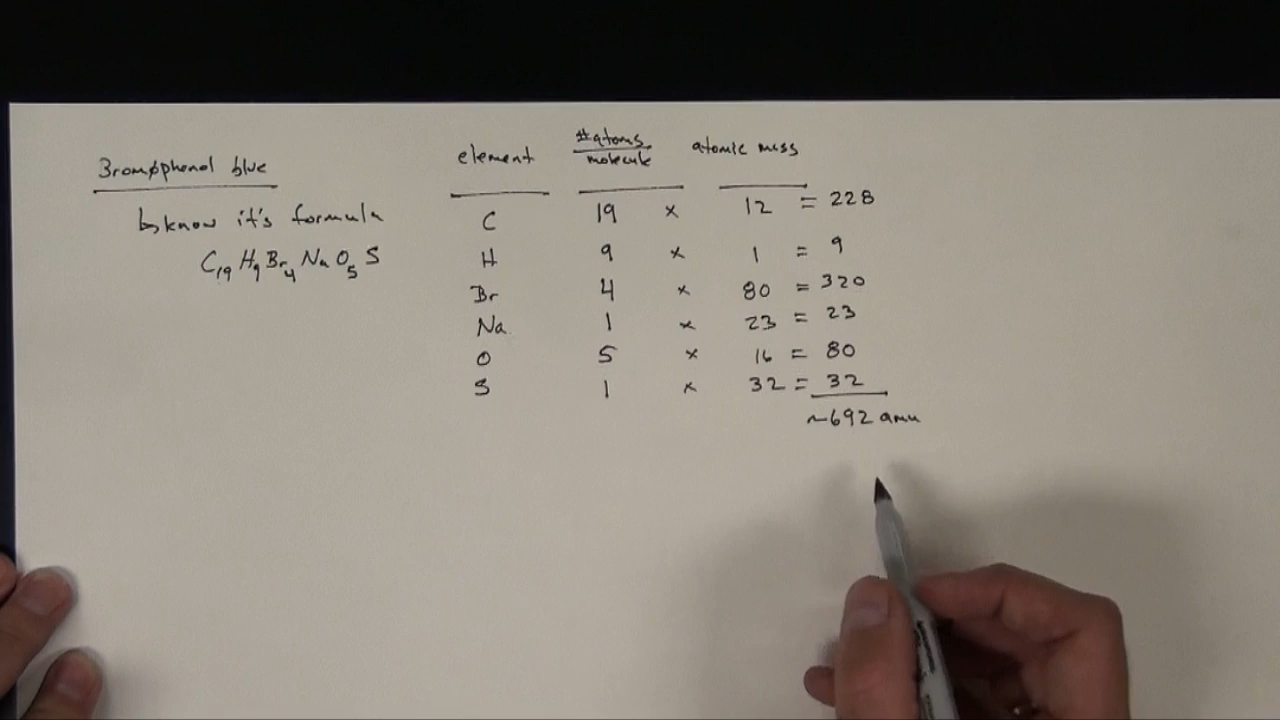 Bromophenol blue
↳ know it's formula
C19 H9 Br4 Na O5 S
element #atoms/molecule atomic mass
C 19 × 12 = 228
H 9 × 1 = 9
Br 4 × 80 = 320
Na 1 × 23 = 23
O 5 × 16 = 80
S 1 × 32 = 32
~692 amu